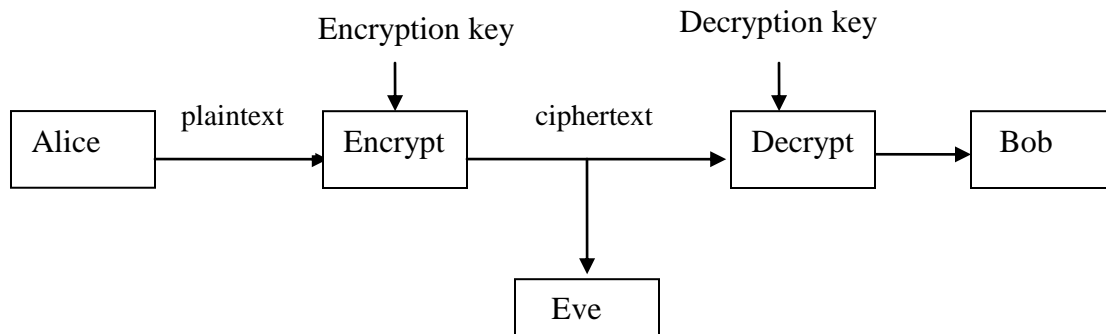 Encryption key
Decryption key
plaintext
ciphertext
Alice
Encrypt
Decrypt
Bob
Eve